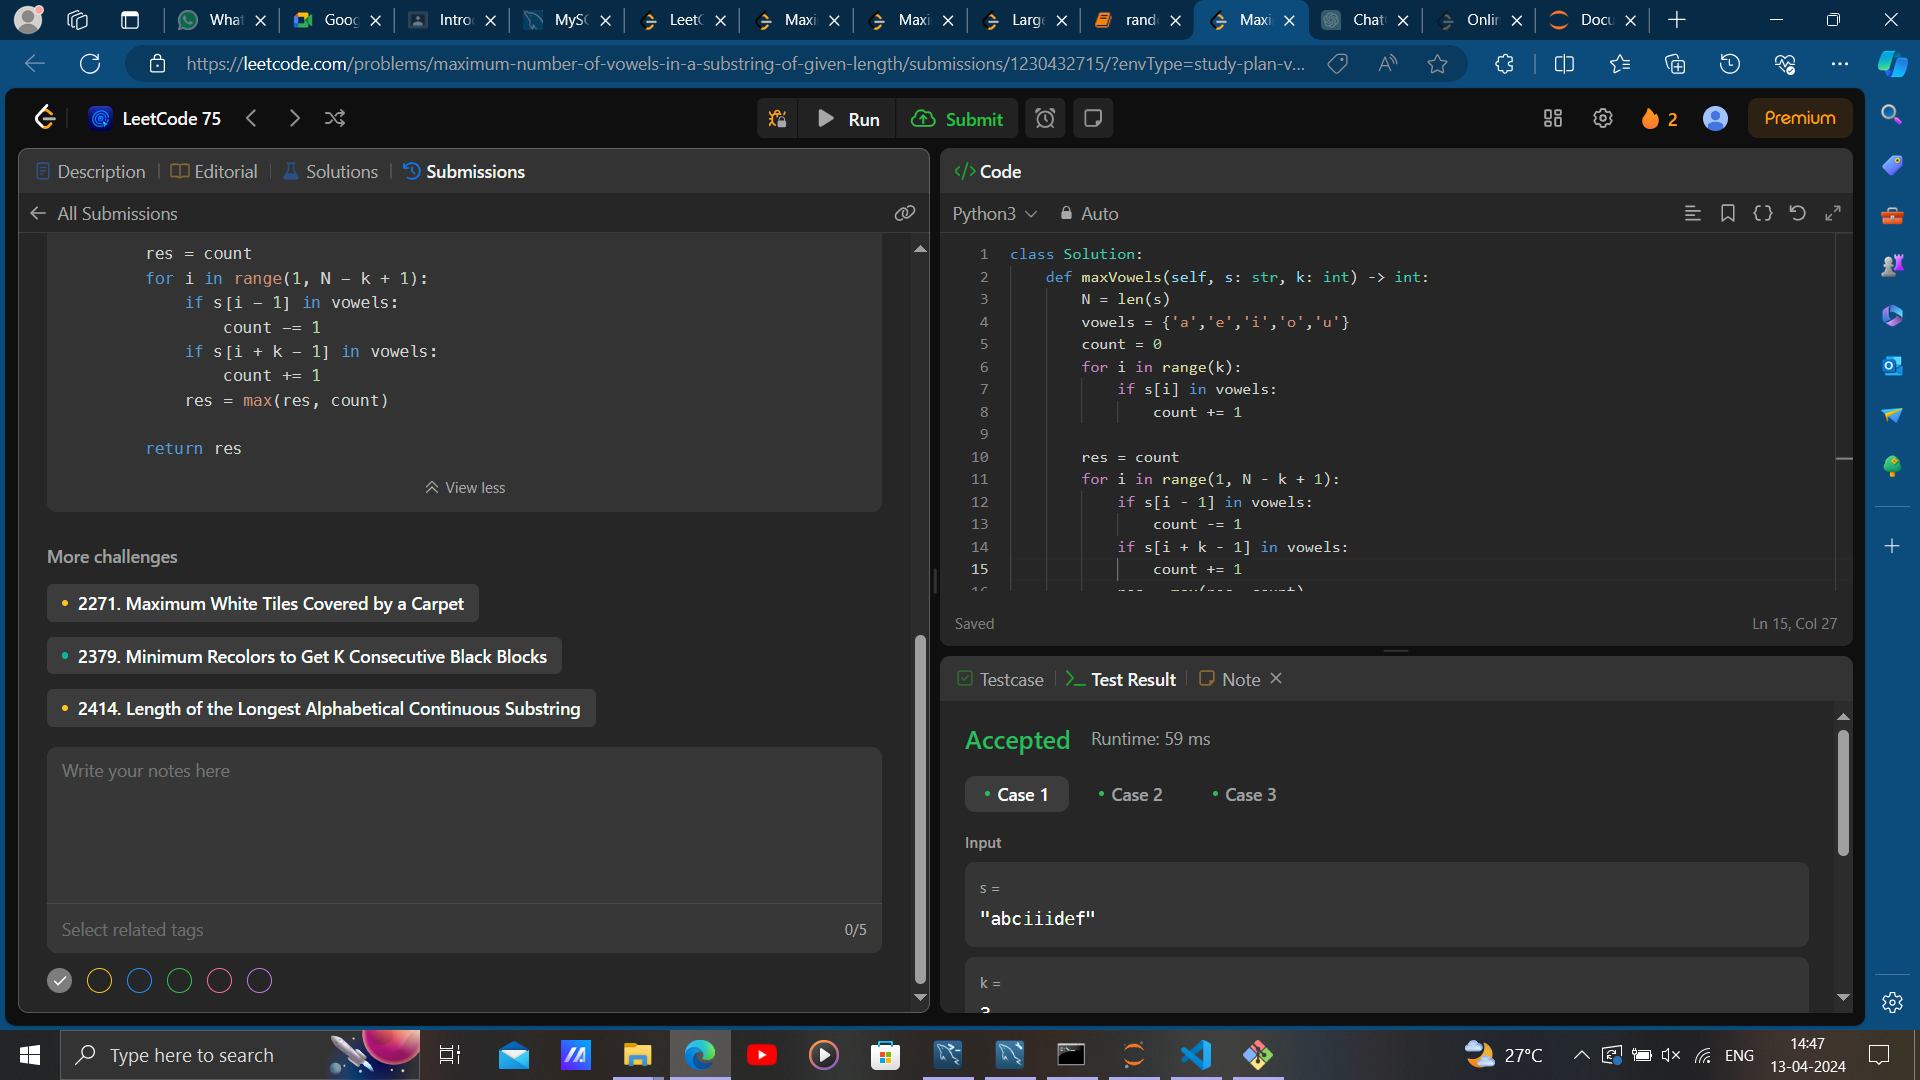 What
Goog
Intro
MySQ
LeetC
Maxi
Maxi
Large
rand
Maxi
Chat
Onlin
Docu
https://leetcode.com/problems/maximum-number-of-vowels-in-a-substring-of-given-length/submissions/1230432715/?envType=study-plan-v...
LeetCode 75
Run
Submit
2
Premium
Description
Editorial
Solutions
Submissions
All Submissions
res = count
for i in range(1, N - k + 1):
if s[i - 1] in vowels:
count -= 1
if s[i + k - 1] in vowels:
count += 1
res = max(res, count)
return res
View less
More challenges
2271. Maximum White Tiles Covered by a Carpet
2379. Minimum Recolors to Get K Consecutive Black Blocks
2414. Length of the Longest Alphabetical Continuous Substring
Write your notes here
Select related tags
0/5
</> Code
Python3
Auto
1 class Solution:
2 def maxVowels(self, s: str, k: int) -> int:
3 N = len(s)
4 vowels = {'a','e','i','o','u'}
5 count = 0
6 for i in range(k):
7 if s[i] in vowels:
8 count += 1
9
10 res = count
11 for i in range(1, N - k + 1):
12 if s[i - 1] in vowels:
13 count -= 1
14 if s[i + k - 1] in vowels:
15 count += 1
16 res = max(res, count)
Saved
Ln 15, Col 27
Testcase
Test Result
Note
Accepted
Runtime: 59 ms
Case 1
Case 2
Case 3
Input
s =
"abciiidef"
k =
3
Type here to search
27°C
ENG
14:47
13-04-2024